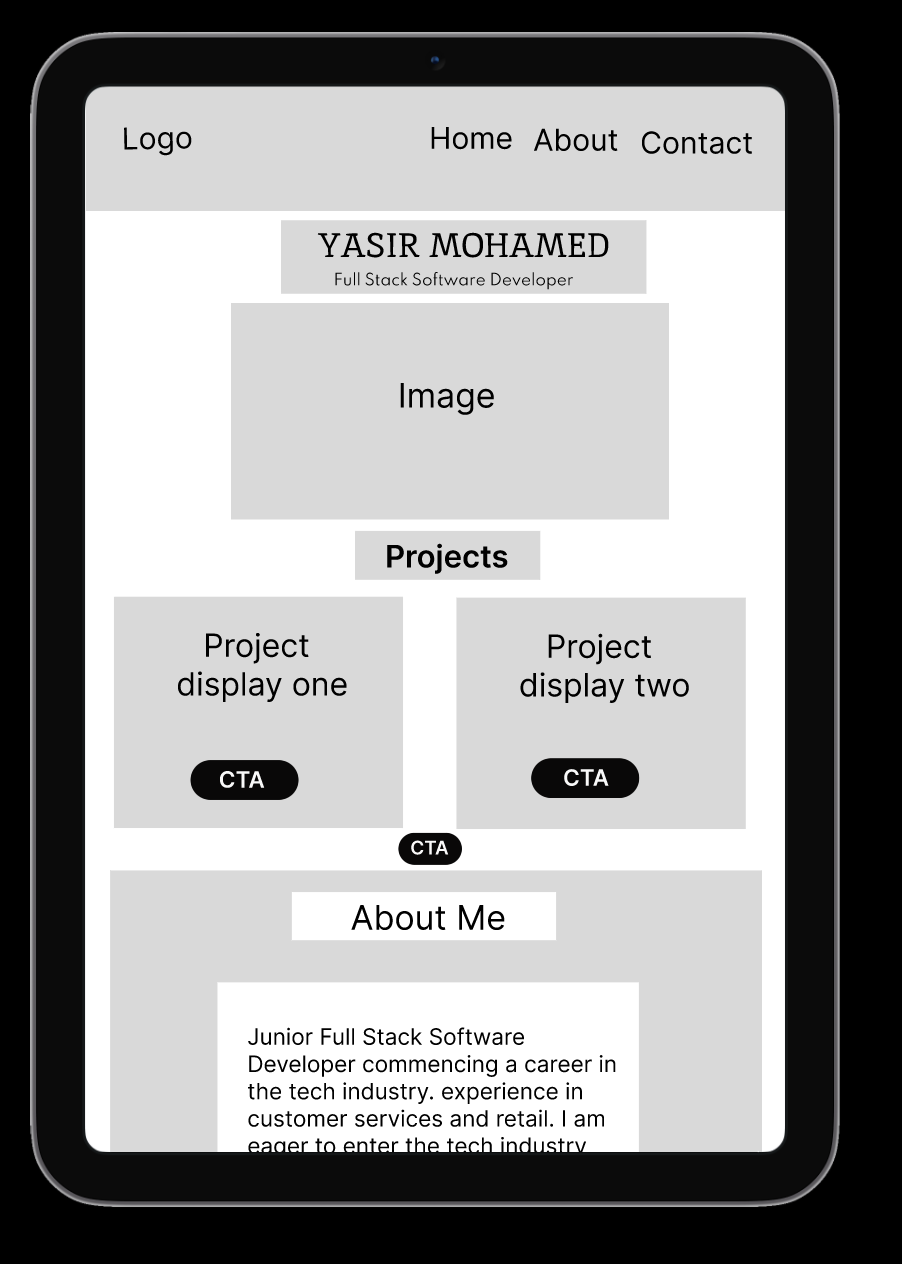 Logo
Home About Contact
YASIR MOHAMED
Full Stack Software Developer
Image
Projects
Project
display one
CTA
Project
display two
CTA
CTA
About Me
Junior Full Stack Software
Developer commencing a career in
the tech industry. experience in
customer services and retail. I am
eager to enter the tech industry